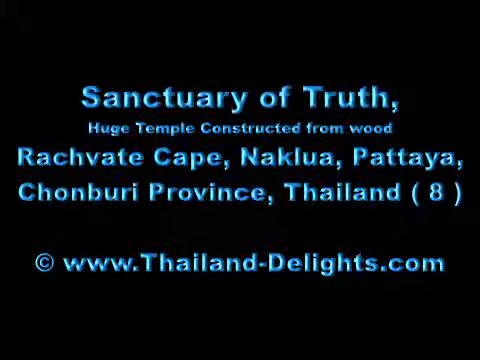 Sanctuary of Truth,
Huge Temple Constructed from wood
Rachvate Cape, Naklua, Pattaya,
Chonburi Province, Thailand ( 8 )
© www.Thailand-Delights.com